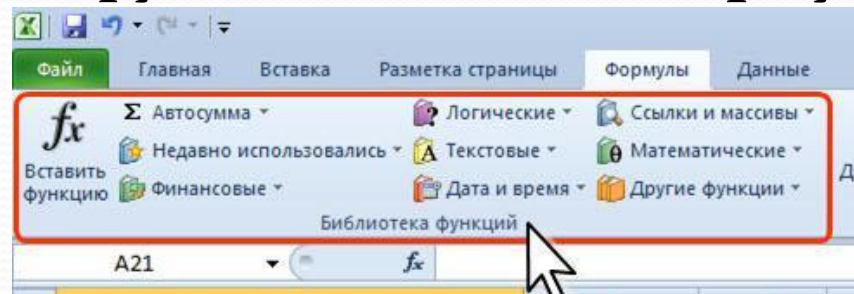 Файл Главная Вставка Разметка страницы Формулы Данные
fx Вставить функцию
Σ Автосумма Логические Ссылки и массивы
Недавно использовались Текстовые Математические
Финансовые Дата и время Другие функции
Библиотека функций
A21 fx